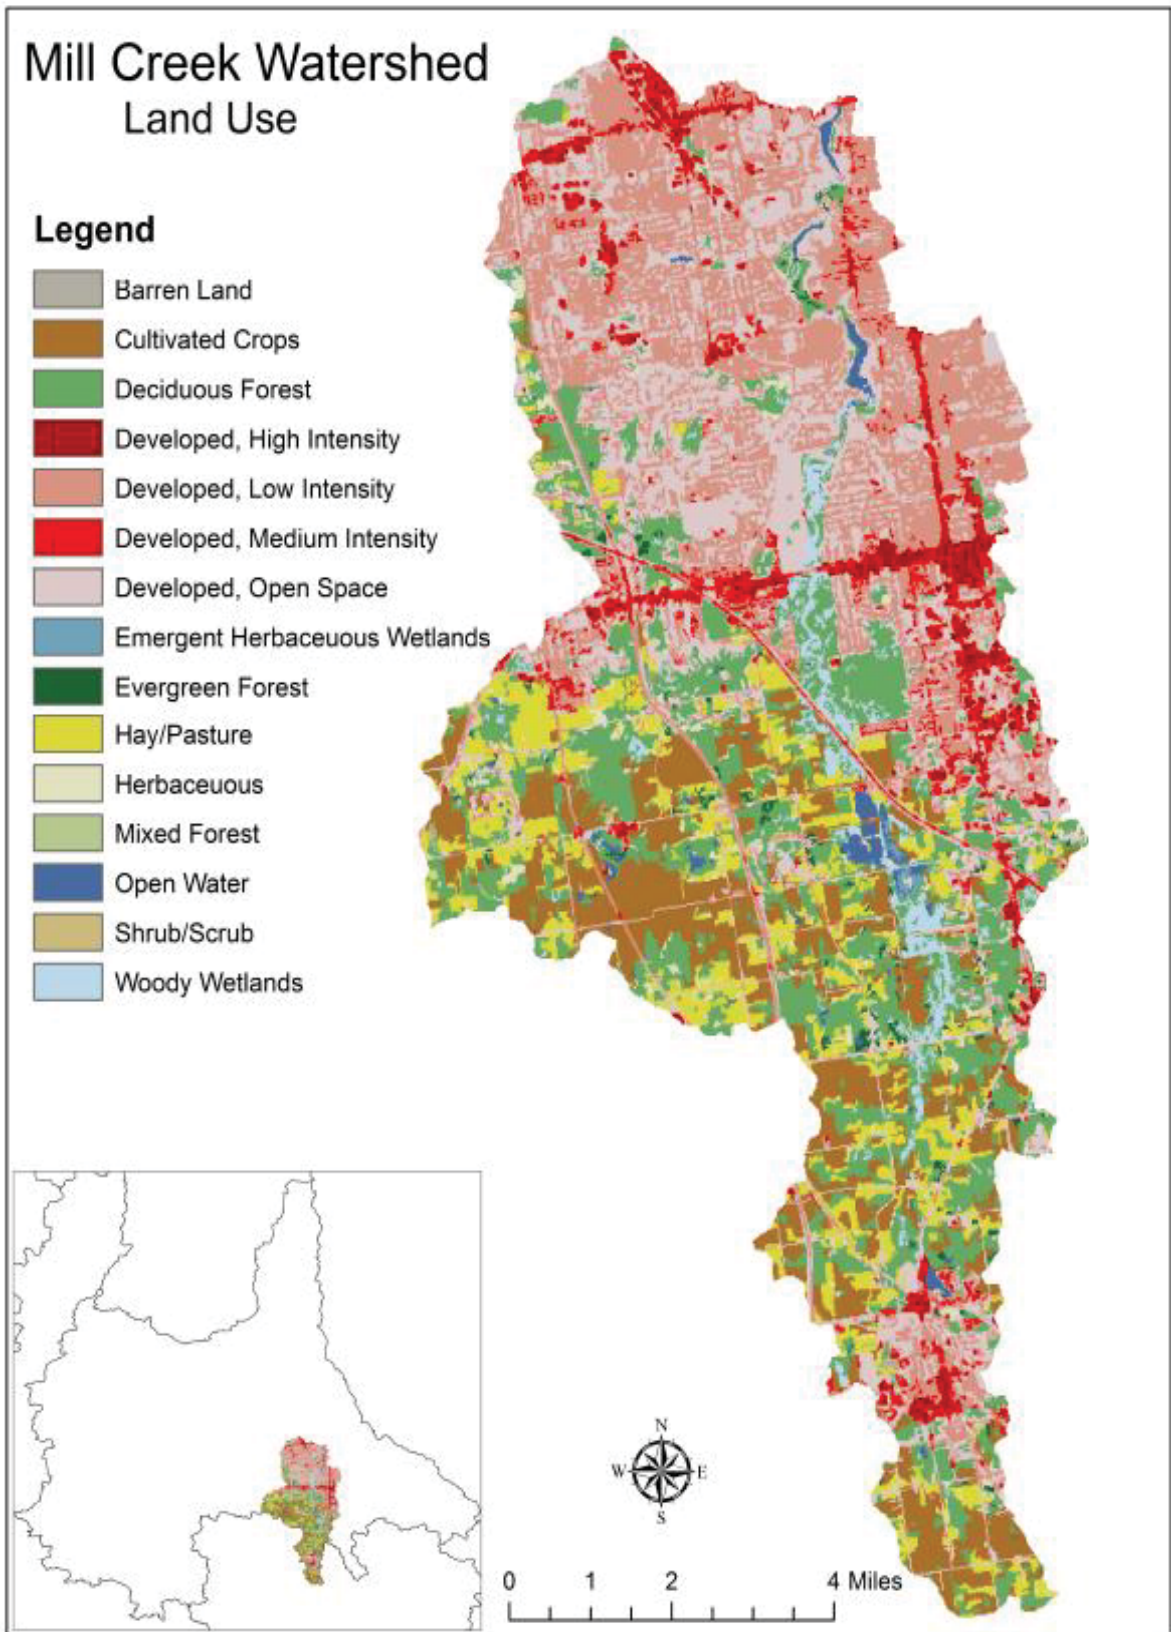 Mill Creek Watershed
Land Use
Legend
Barren Land
Cultivated Crops
Deciduous Forest
Developed, High Intensity
Developed, Low Intensity
Developed, Medium Intensity
Developed, Open Space
Emergent Herbaceuous Wetlands
Evergreen Forest
Hay/Pasture
Herbaceuous
Mixed Forest
Open Water
Shrub/Scrub
Woody Wetlands
N
W E
S
0 1 2 4 Miles